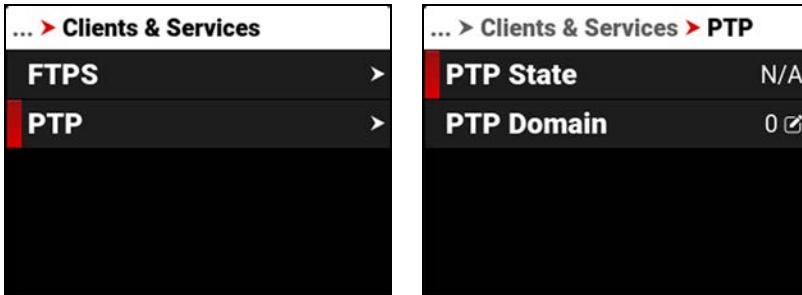 ... > Clients & Services
FTPS >
PTP >
... > Clients & Services > PTP
PTP State N/A
PTP Domain 0